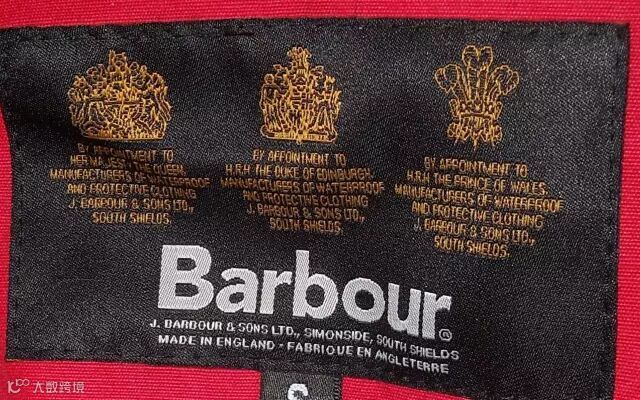 BY APPOINTMENT TO
HER MAJESTY THE QUEEN.
MANUFACTURERS OF WATERPROOF
AND PROTECTIVE CLOTHING
J. BARBOUR & SONS LTD.,
SOUTH SHIELDS.
BY APPOINTMENT TO
H.R.H. THE DUKE OF EDINBURGH.
MANUFACTURERS OF WATERPROOF
AND PROTECTIVE CLOTHING
J. BARBOUR & SONS LTD.,
SOUTH SHIELDS.
BY APPOINTMENT TO
H.R.H. THE PRINCE OF WALES.
MANUFACTURERS OF WATERPROOF
AND PROTECTIVE CLOTHING
J. BARBOUR & SONS LTD.,
SOUTH SHIELDS.
Barbour®
J. BARBOUR & SONS LTD., SIMONSIDE, SOUTH SHIELDS
MADE IN ENGLAND - FABRIQUE EN ANGLETERRE
S
大数跨境